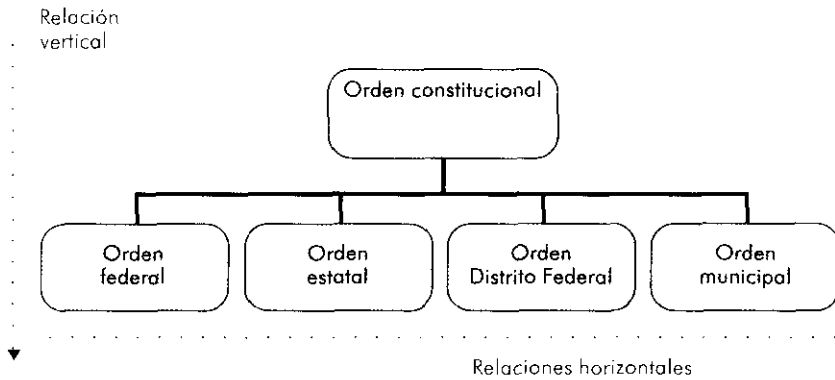 Relación
vertical
Orden constitucional
Orden
federal
Orden
estatal
Orden
Distrito Federal
Orden
municipal
Relaciones horizontales